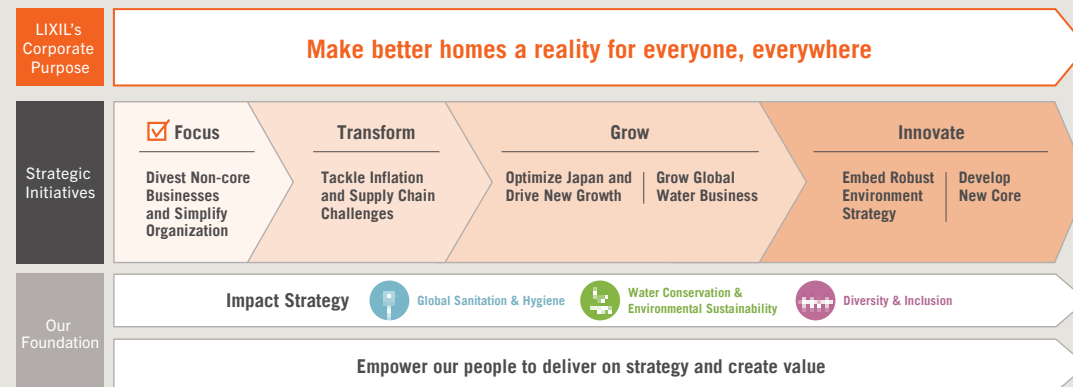 LIXIL's
Corporate
Purpose
Make better homes a reality for everyone, everywhere
Strategic
Initiatives
Focus
Divest Non-core
Businesses
and Simplify
Organization
Transform
Tackle Inflation
and Supply Chain
Challenges
Grow
Optimize Japan and
Drive New Growth
Grow Global
Water Business
Innovate
Embed Robust
Environment
Strategy
Develop
New Core
Our
Foundation
Impact Strategy
Global Sanitation & Hygiene
Water Conservation &
Environmental Sustainability
Diversity & Inclusion
Empower our people to deliver on strategy and create value